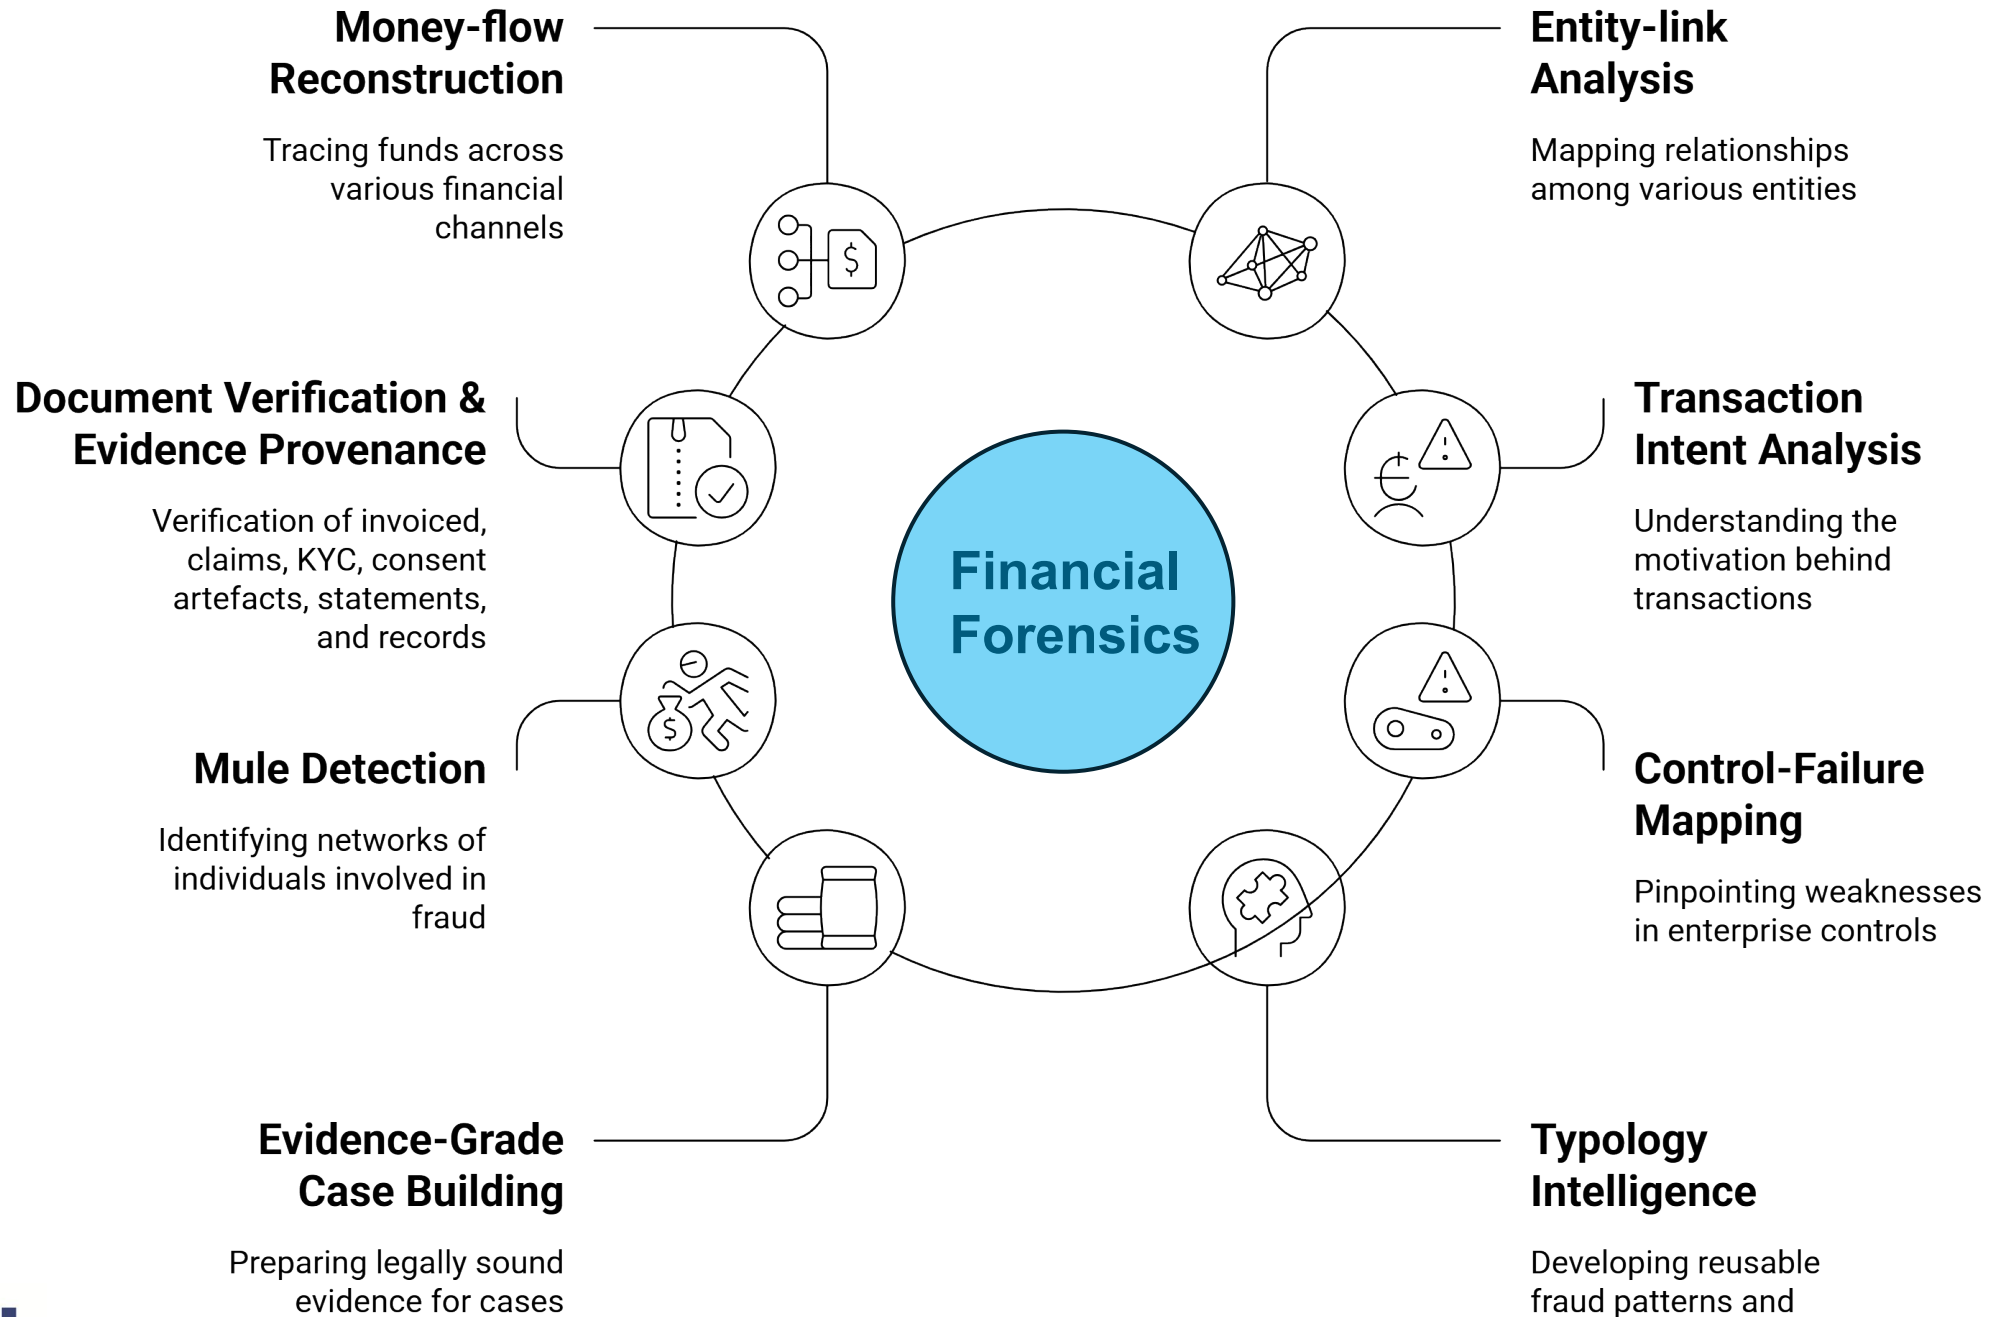 Money-flow
Reconstruction
Tracing funds across
various financial
channels
Entity-link
Analysis
Mapping relationships
among various entities
Document Verification &
Evidence Provenance
Verification of invoiced,
claims, KYC, consent
artefacts, statements,
and records
Transaction
Intent Analysis
Understanding the
motivation behind
transactions
Financial
Forensics
Mule Detection
Identifying networks of
individuals involved in
fraud
Control-Failure
Mapping
Pinpointing weaknesses
in enterprise controls
Evidence-Grade
Case Building
Preparing legally sound
evidence for cases
Typology
Intelligence
Developing reusable
fraud patterns and